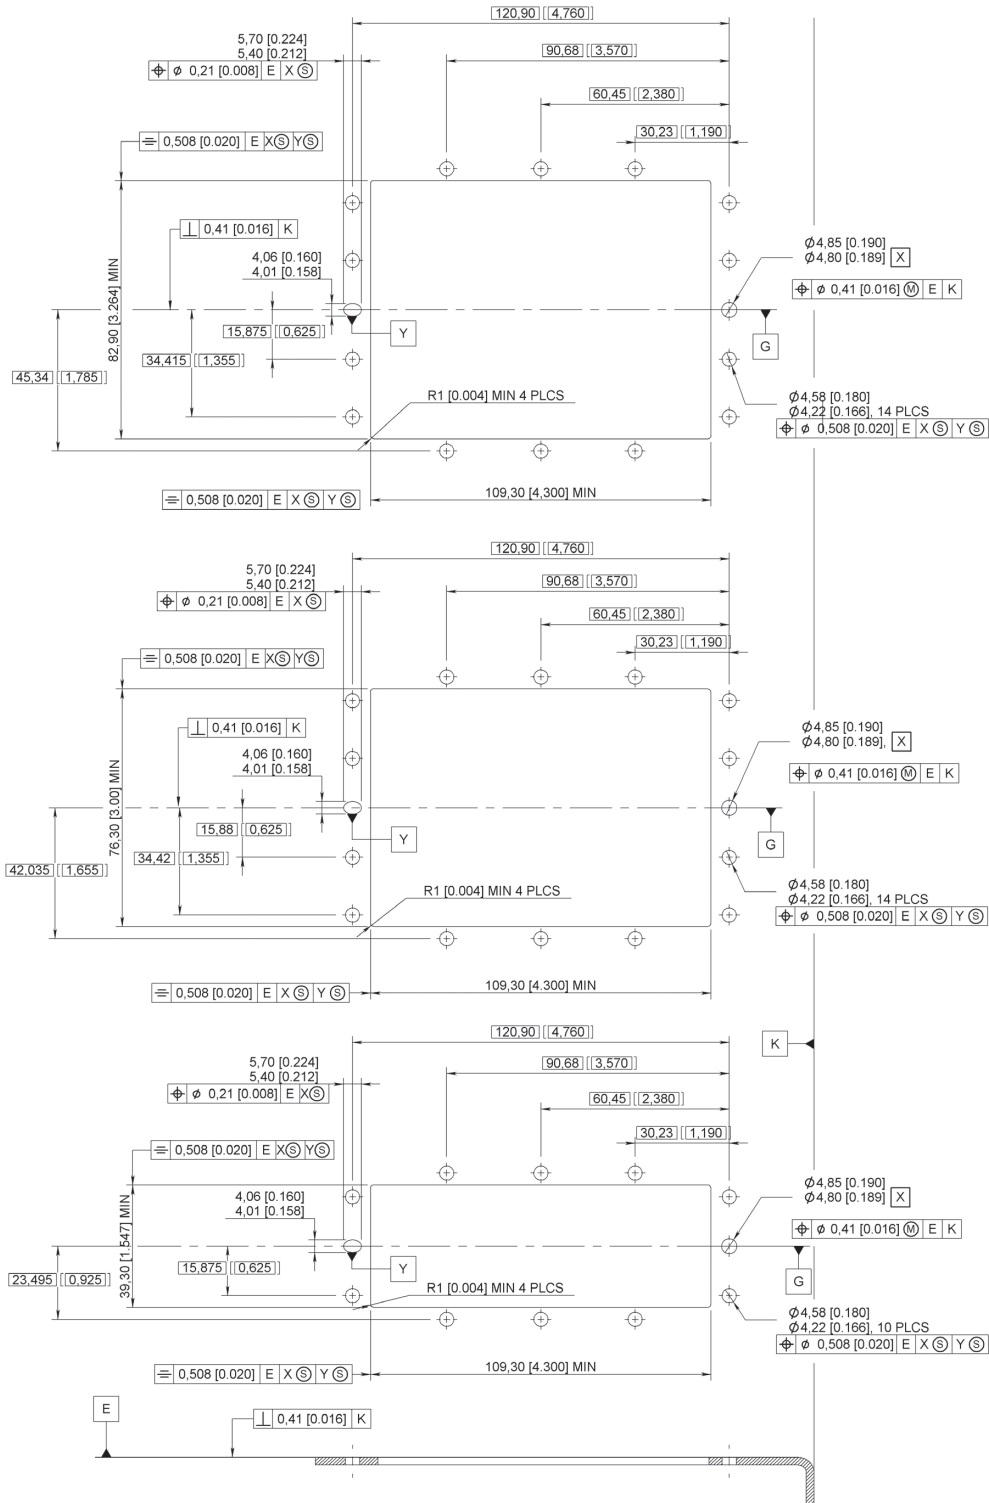 120,90 [4,760]
5,70 [0.224]
5,40 [0.212]
90,68 [3,570]
⌖ ⌀ 0,21 [0.008] E X Ⓢ
60,45 [2,380]
30,23 [1,190]
⌯ 0,508 [0.020] E XⓈ YⓈ
⟂ 0,41 [0.016] K
82,90 [3.264] MIN
4,06 [0.160]
4,01 [0.158]
⌀4,85 [0.190]
⌀4,80 [0.189] X
⌖ ⌀ 0,41 [0.016] Ⓜ E K
15,875 [0,625]
Y
G
34,415 [1,355]
45,34 [1,785]
R1 [0.004] MIN 4 PLCS
⌀4,58 [0.180]
⌀4,22 [0.166], 14 PLCS
⌖ ⌀ 0,508 [0.020] E X Ⓢ Y Ⓢ
109,30 [4,300] MIN
⌯ 0,508 [0.020] E X Ⓢ Y Ⓢ
120,90 [4,760]
5,70 [0.224]
5,40 [0.212]
90,68 [3,570]
⌖ ⌀ 0,21 [0.008] E XⓈ
60,45 [2,380]
30,23 [1,190]
⌯ 0,508 [0.020] E XⓈ YⓈ
⟂ 0,41 [0.016] K
76,30 [3.00] MIN
4,06 [0.160]
4,01 [0.158]
⌀4,85 [0.190]
⌀4,80 [0.189], X
⌖ ⌀ 0,41 [0.016] Ⓜ E K
15,88 [0,625]
Y
G
34,42 [1,355]
42,035 [1,655]
R1 [0.004] MIN 4 PLCS
⌀4,58 [0.180]
⌀4,22 [0.166], 14 PLCS
⌖ ⌀ 0,508 [0.020] E X Ⓢ Y Ⓢ
109,30 [4.300] MIN
⌯ 0,508 [0.020] E X Ⓢ Y Ⓢ
120,90 [4,760]
K
5,70 [0.224]
5,40 [0.212]
90,68 [3,570]
⌖ ⌀ 0,21 [0.008] E XⓈ
60,45 [2,380]
30,23 [1,190]
⌯ 0,508 [0.020] E XⓈ YⓈ
39,30 [1.547] MIN
4,06 [0.160]
4,01 [0.158]
⌀4,85 [0.190]
⌀4,80 [0.189] X
⌖ ⌀ 0,41 [0.016] Ⓜ E K
15,875 [0,625]
Y
G
23,495 [0,925]
R1 [0.004] MIN 4 PLCS
⌀4,58 [0.180]
⌀4,22 [0.166], 10 PLCS
⌖ ⌀ 0,508 [0.020] E X Ⓢ Y Ⓢ
109,30 [4.300] MIN
⌯ 0,508 [0.020] E X Ⓢ Y Ⓢ
E
⟂ 0,41 [0.016] K